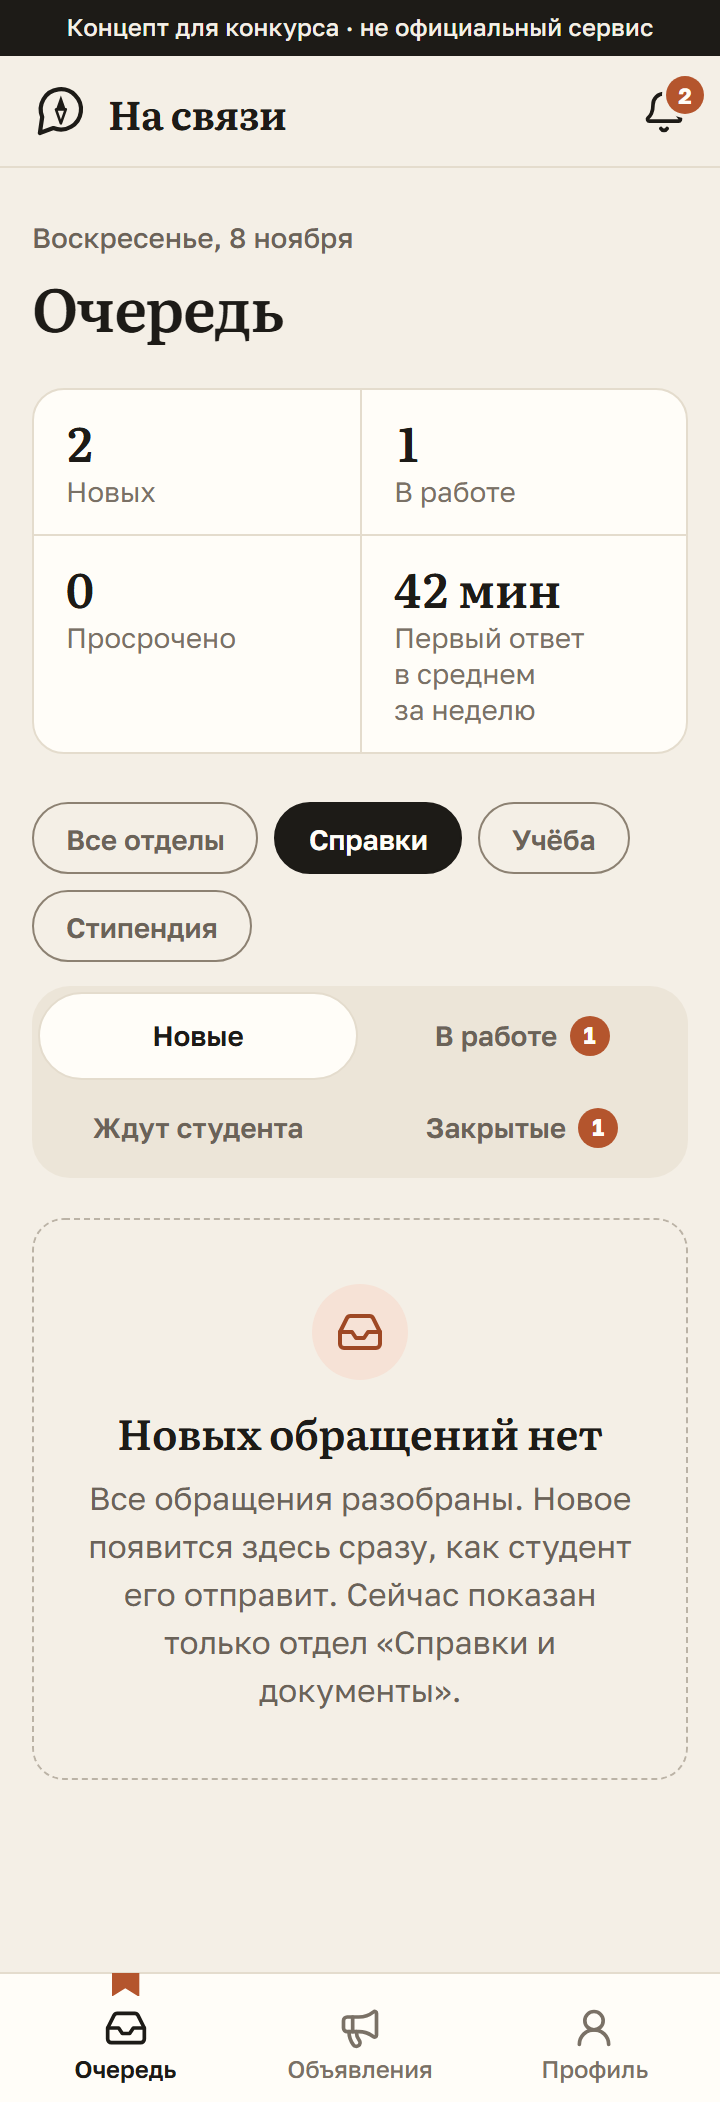 Концепт для конкурса · не официальный сервис
На связи
2
Воскресенье, 8 ноября
Очередь
2
Новых
1
В работе
0
Просрочено
42 мин
Первый ответ
в среднем
за неделю
Все отделы
Справки
Учёба
Стипендия
Новые
В работе 1
Ждут студента
Закрытые 1
Новых обращений нет
Все обращения разобраны. Новое
появится здесь сразу, как студент
его отправит. Сейчас показан
только отдел «Справки и
документы».
Очередь
Объявления
Профиль